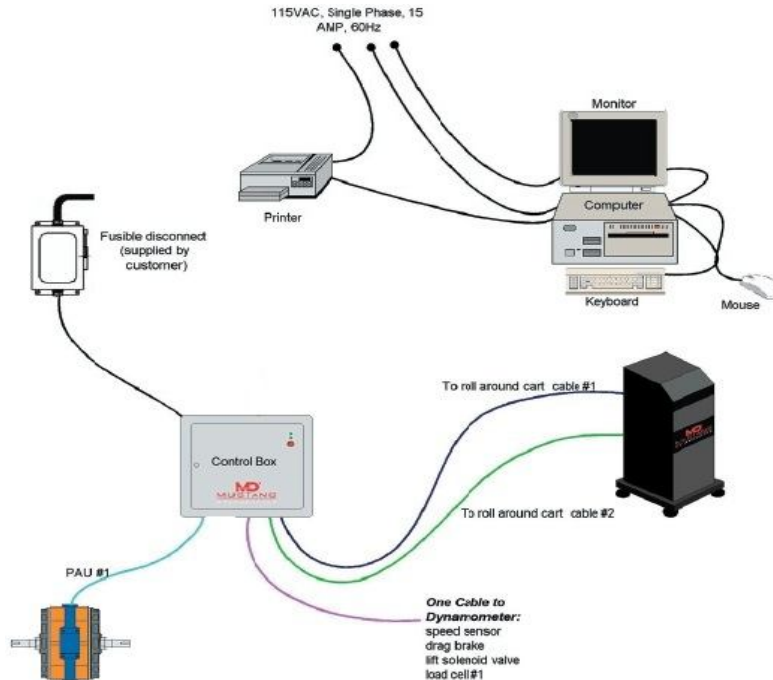 115VAC, Single Phase, 15
AMP, 60Hz
Monitor
Computer
Printer
Keyboard
Mouse
Fusible disconnect
(supplied by
customer)
To roll around cart cable #1
Control Box
MD
MUSTANG
To roll around cart cable #2
PAU #1
One Cable to
Dynamometer:
speed sensor
drag brake
lift solenoid valve
load cell #1
MD